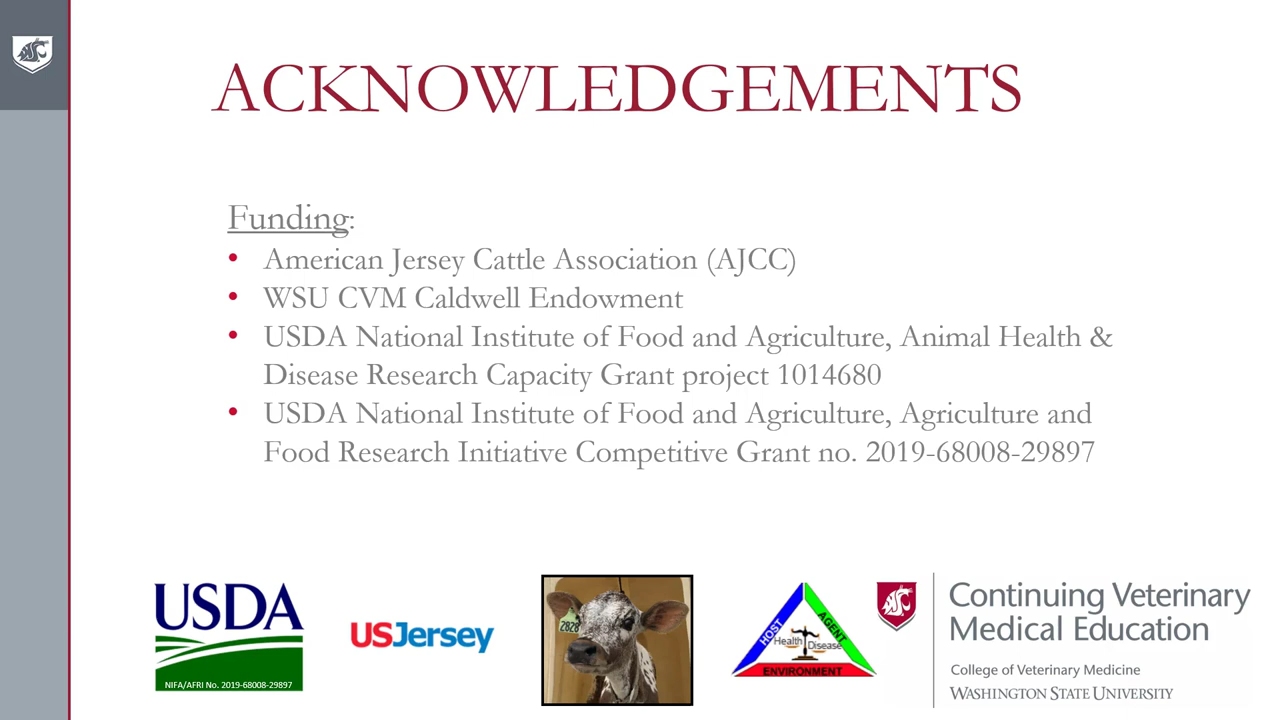 ACKNOWLEDGEMENTS
Funding:
• American Jersey Cattle Association (AJCC)
• WSU CVM Caldwell Endowment
• USDA National Institute of Food and Agriculture, Animal Health &
Disease Research Capacity Grant project 1014680
• USDA National Institute of Food and Agriculture, Agriculture and
Food Research Initiative Competitive Grant no. 2019-68008-29897
USDA
NIFA/AFRI No. 2019-68008-29897
USJersey
2828
HOST
AGENT
Health Disease
ENVIRONMENT
Continuing Veterinary
Medical Education
College of Veterinary Medicine
WASHINGTON STATE UNIVERSITY